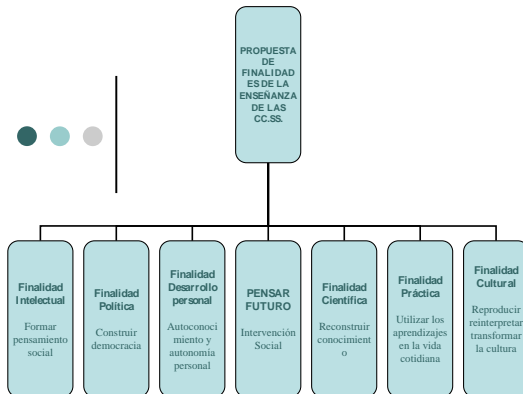 PROPUESTA
DE
FINALIDAD
ES DE LA
ENSEÑANZA
DE LAS
CC.SS.
Finalidad
Intelectual
Formar
pensamiento
social
Finalidad
Política
Construir
democracia
Finalidad
Desarrollo
personal
Autoconoci
miento y
autonomía
personal
PENSAR
FUTURO
Intervención
Social
Finalidad
Científica
Reconstruir
conocimient
o
Finalidad
Práctica
Utilizar los
aprendizajes
en la vida
cotidiana
Finalidad
Cultural
Reproducir
reinterpretar
transformar
la cultura